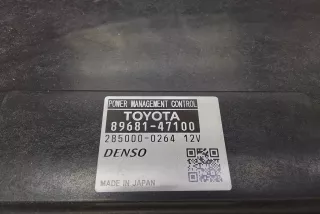 POWER MANAGEMENT CONTROL
TOYOTA
89681-47100
285000-0264 12V
DENSO
MADE IN JAPAN